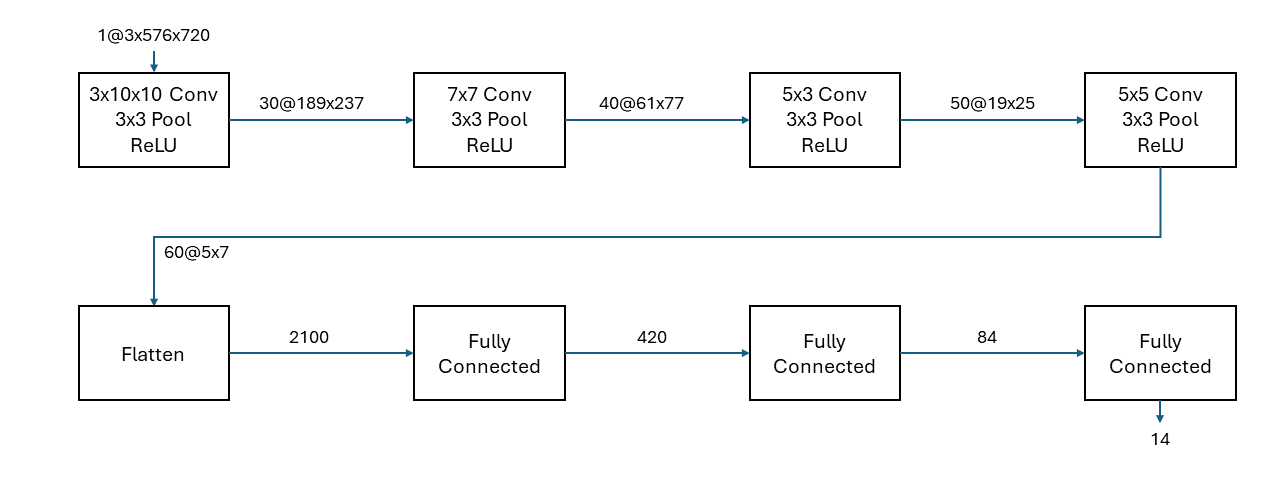 1@3x576x720
3x10x10 Conv
3x3 Pool
ReLU
30@189x237
7x7 Conv
3x3 Pool
ReLU
40@61x77
5x3 Conv
3x3 Pool
ReLU
50@19x25
5x5 Conv
3x3 Pool
ReLU
60@5x7
Flatten
2100
Fully
Connected
420
Fully
Connected
84
Fully
Connected
14